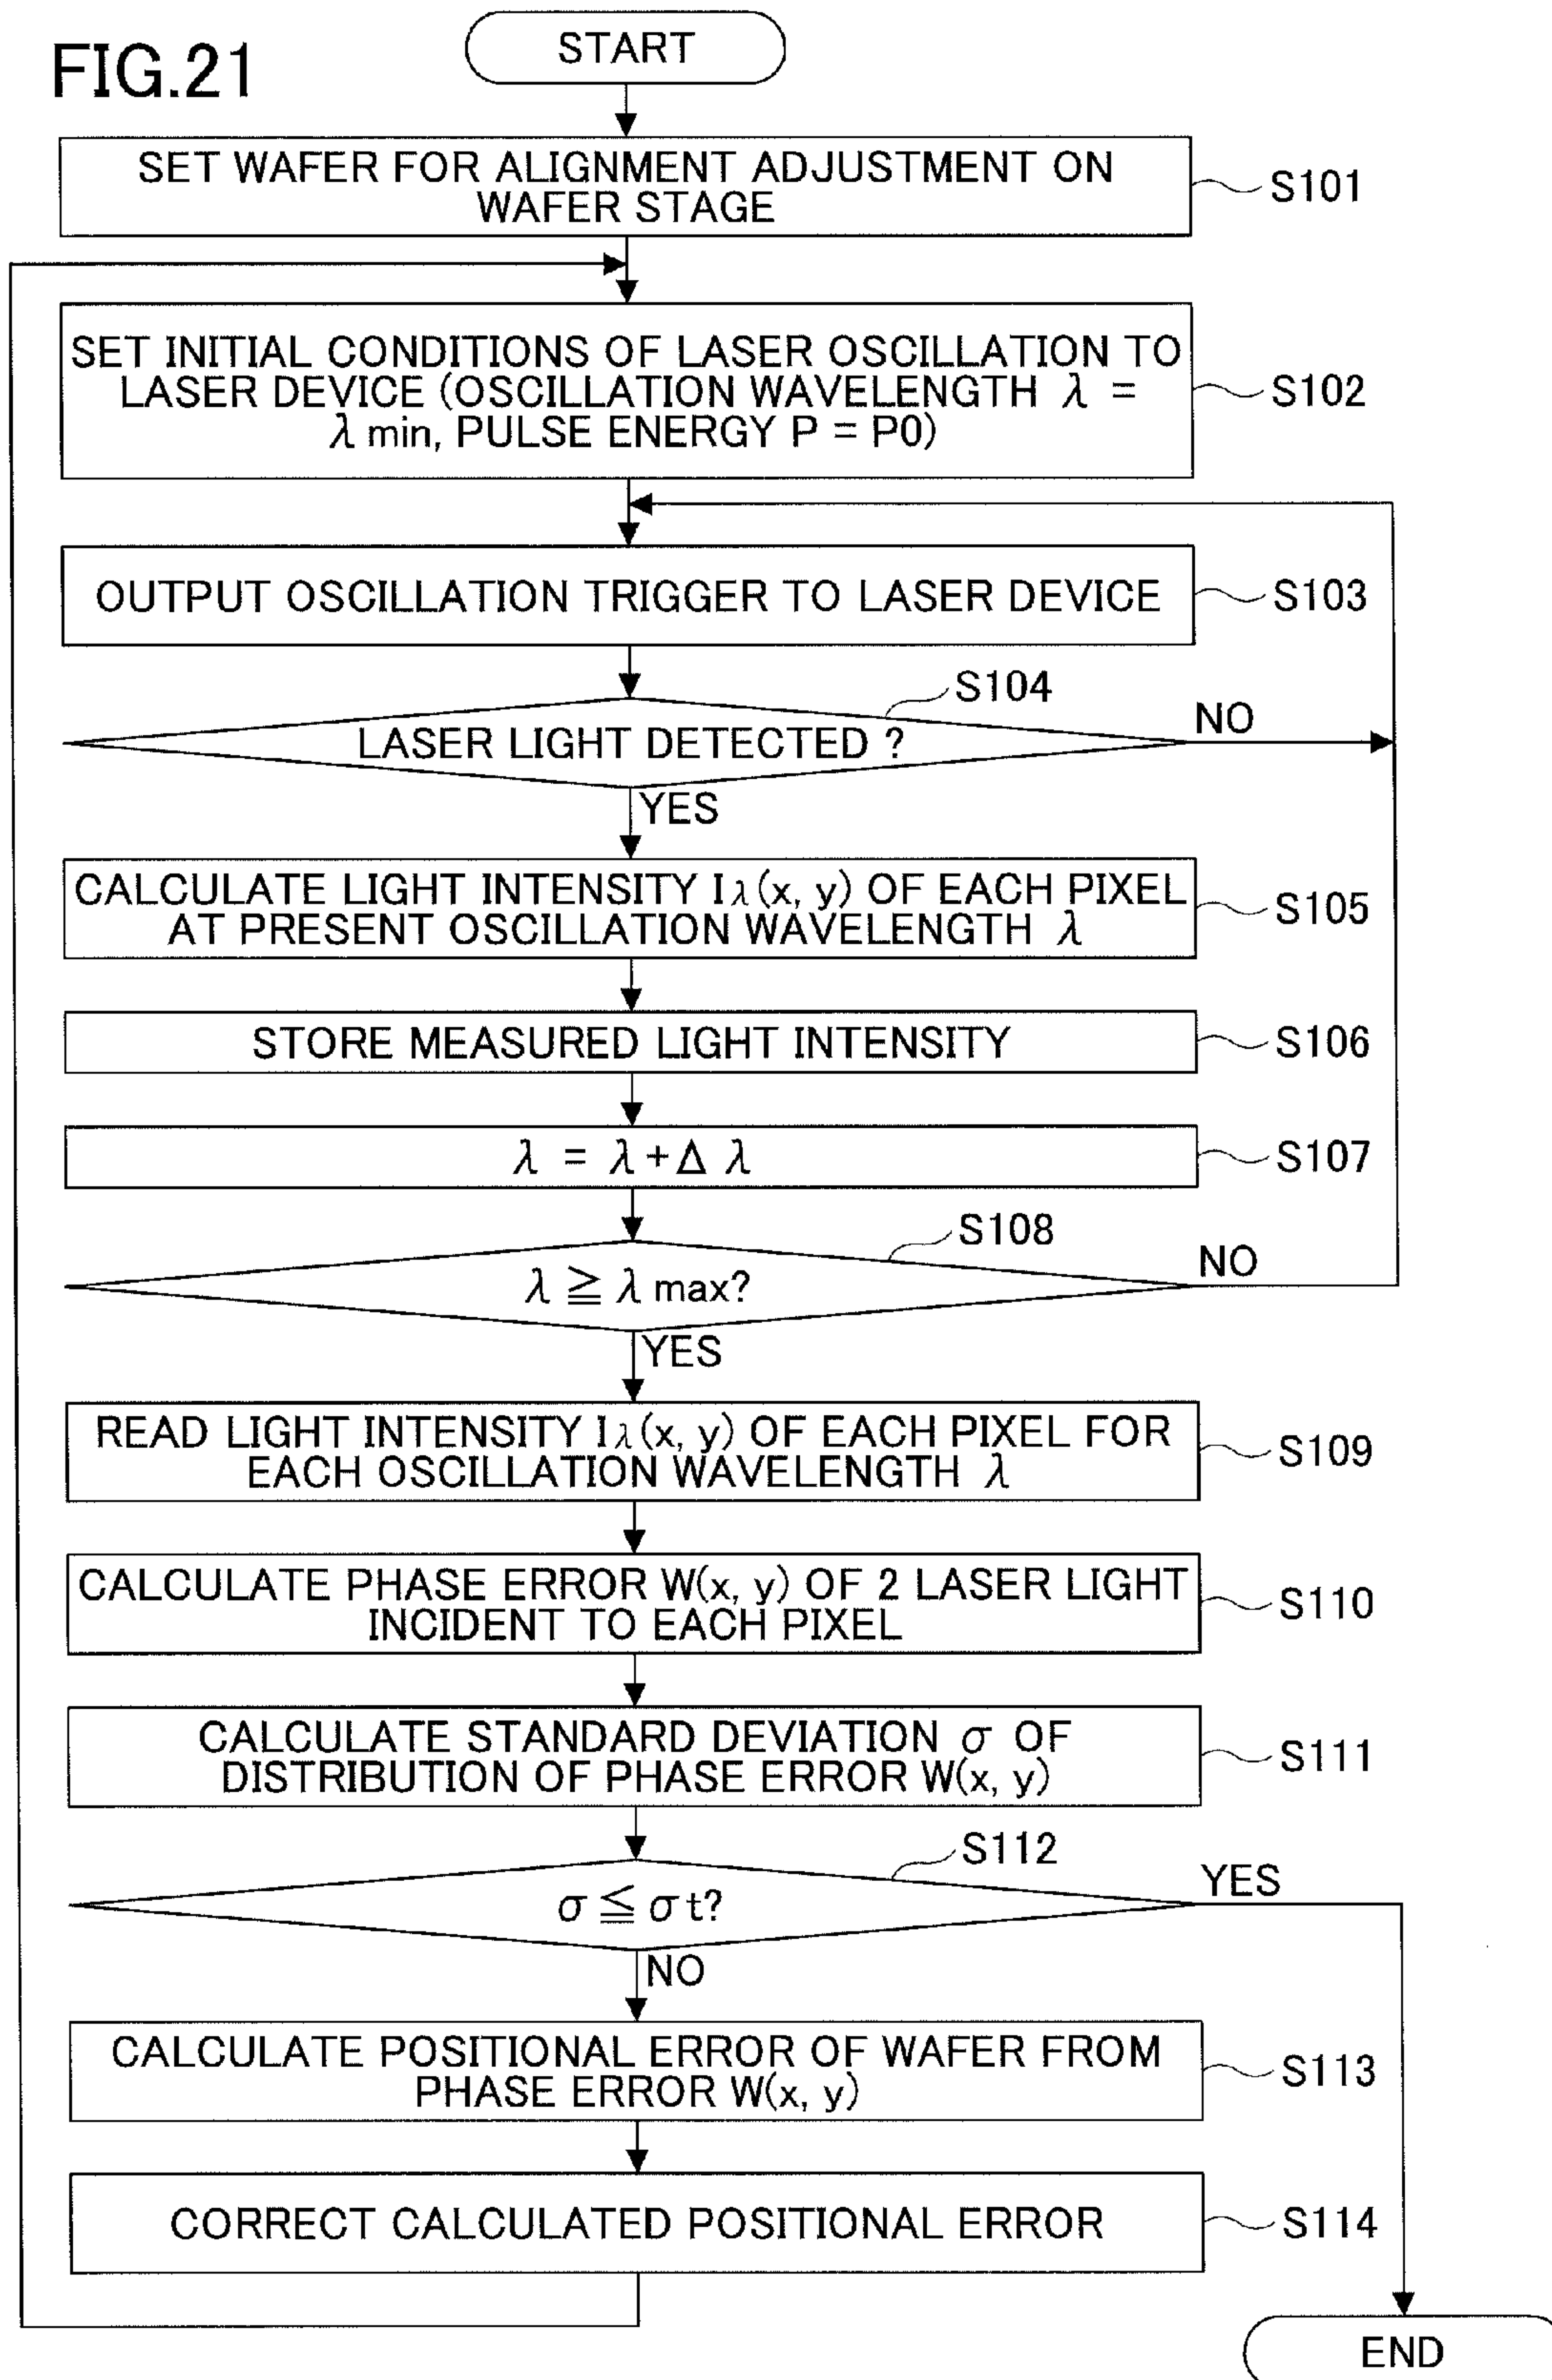 FIG.21
START
SET WAFER FOR ALIGNMENT ADJUSTMENT ON
WAFER STAGE
S101
SET INITIAL CONDITIONS OF LASER OSCILLATION TO
LASER DEVICE (OSCILLATION WAVELENGTH λ =
λ min, PULSE ENERGY P = P0)
S102
OUTPUT OSCILLATION TRIGGER TO LASER DEVICE
S103
S104
LASER LIGHT DETECTED ?
NO
YES
CALCULATE LIGHT INTENSITY Iλ(x, y) OF EACH PIXEL
AT PRESENT OSCILLATION WAVELENGTH λ
S105
STORE MEASURED LIGHT INTENSITY
S106
λ = λ+Δ λ
S107
S108
λ ≧ λ max?
NO
YES
READ LIGHT INTENSITY Iλ(x, y) OF EACH PIXEL FOR
EACH OSCILLATION WAVELENGTH λ
S109
CALCULATE PHASE ERROR W(x, y) OF 2 LASER LIGHT
INCIDENT TO EACH PIXEL
S110
CALCULATE STANDARD DEVIATION σ OF
DISTRIBUTION OF PHASE ERROR W(x, y)
S111
S112
σ ≦ σ t?
YES
NO
CALCULATE POSITIONAL ERROR OF WAFER FROM
PHASE ERROR W(x, y)
S113
CORRECT CALCULATED POSITIONAL ERROR
S114
END